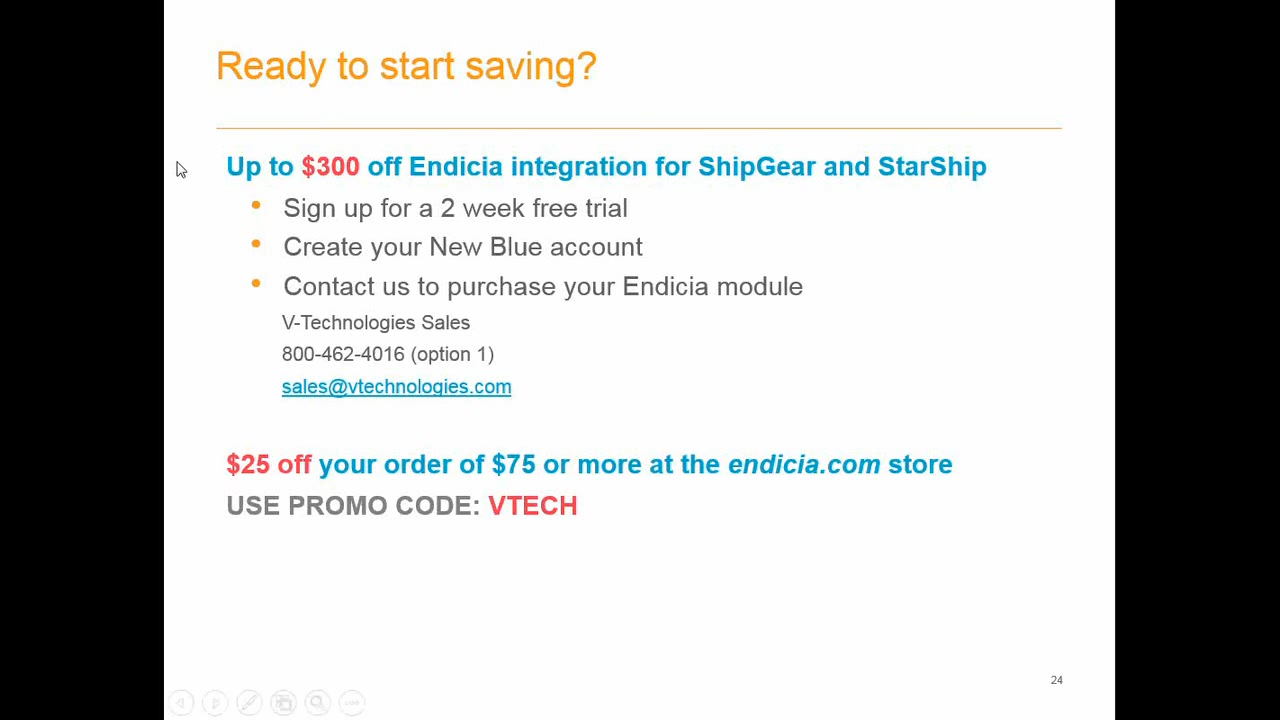 Ready to start saving?
Up to $300 off Endicia integration for ShipGear and StarShip
• Sign up for a 2 week free trial
• Create your New Blue account
• Contact us to purchase your Endicia module
V-Technologies Sales
800-462-4016 (option 1)
sales@vtechnologies.com
$25 off your order of $75 or more at the endicia.com store
USE PROMO CODE: VTECH
24